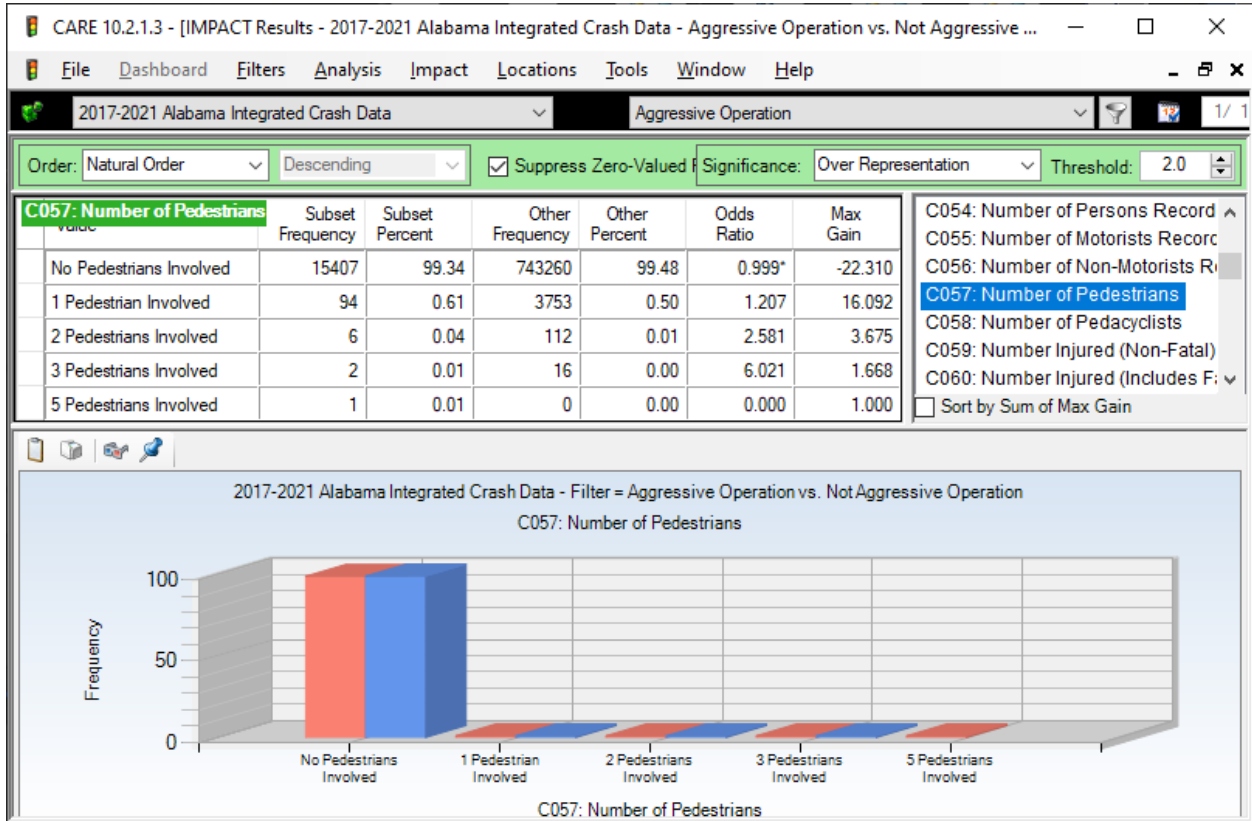 CARE 10.2.1.3 - [IMPACT Results - 2017-2021 Alabama Integrated Crash Data - Aggressive Operation vs. Not Aggressive ...
File Dashboard Filters Analysis Impact Locations Tools Window Help
2017-2021 Alabama Integrated Crash Data Aggressive Operation 1/ 1
Order: Natural Order Descending Suppress Zero-Valued Significance: Over Representation Threshold: 2.0
C057: Number of Pedestrians Subset Frequency Subset Percent Other Frequency Other Percent Odds Ratio Max Gain
No Pedestrians Involved 15407 99.34 743260 99.48 0.999* -22.310
1 Pedestrian Involved 94 0.61 3753 0.50 1.207 16.092
2 Pedestrians Involved 6 0.04 112 0.01 2.581 3.675
3 Pedestrians Involved 2 0.01 16 0.00 6.021 1.668
5 Pedestrians Involved 1 0.01 0 0.00 0.000 1.000
C054: Number of Persons Record
C055: Number of Motorists Recorc
C056: Number of Non-Motorists R
C057: Number of Pedestrians
C058: Number of Pedacyclists
C059: Number Injured (Non-Fatal)
C060: Number Injured (Includes F
Sort by Sum of Max Gain
2017-2021 Alabama Integrated Crash Data - Filter = Aggressive Operation vs. Not Aggressive Operation
C057: Number of Pedestrians
Frequency
100
50
0
No Pedestrians Involved
1 Pedestrian Involved
2 Pedestrians Involved
3 Pedestrians Involved
5 Pedestrians Involved
C057: Number of Pedestrians